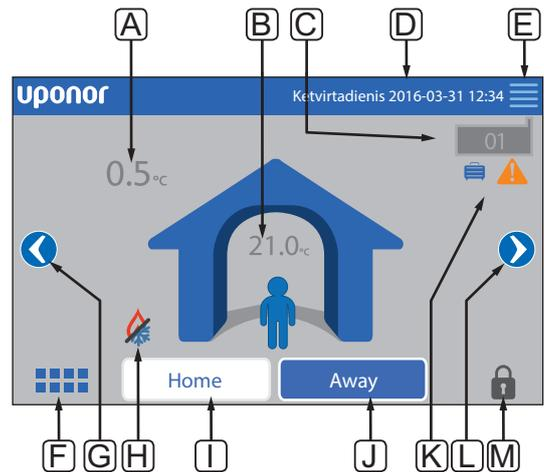 A B C D E
uponor
Ketvirtadienis 2016-03-31 12:34
01
0.5°C
21.0°C
Home
Away
F G H I J K L M